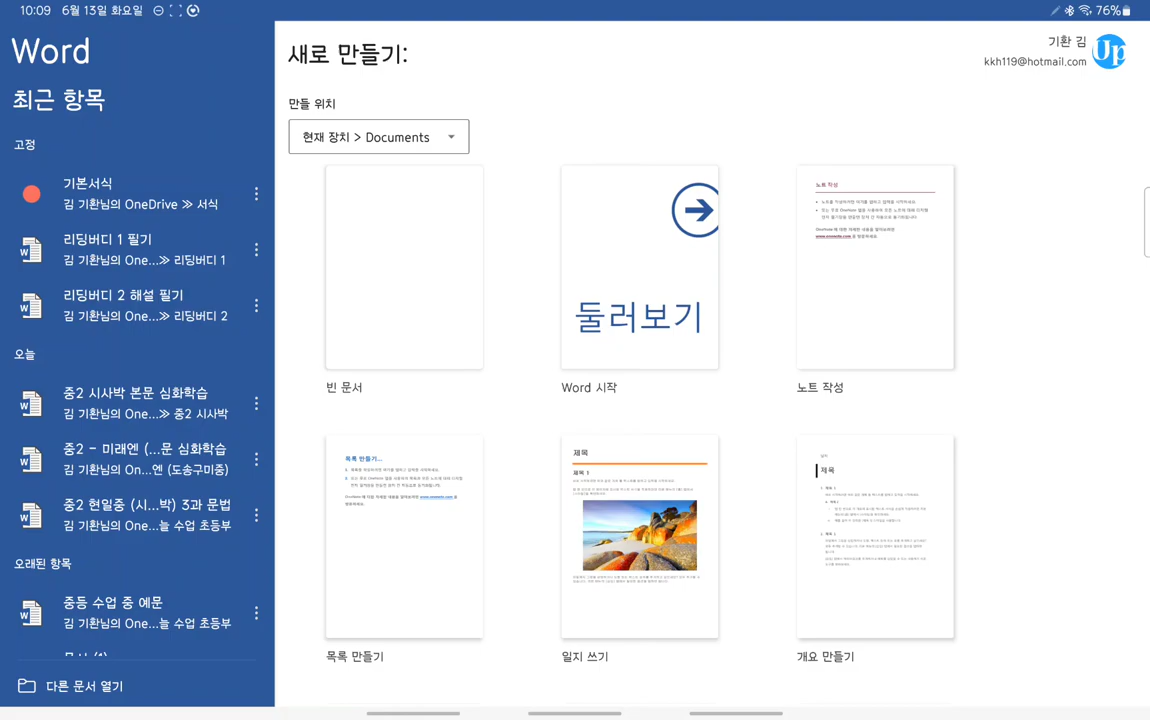 10:09 6월 13일 화요일
76%
Word
최근 항목
고정
기본서식
김 기환님의 OneDrive ≫ 서식
리딩버디 1 필기
김 기환님의 One...≫ 리딩버디 1
리딩버디 2 해설 필기
김 기환님의 One...≫ 리딩버디 2
오늘
중2 시사박 본문 심화학습
김 기환님의 One...≫ 중2 시사박
중2 - 미래엔 (...문 심화학습
김 기환님의 On...엔 (도송구미중)
중2 현일중 (시...박) 3과 문법
김 기환님의 One...늘 수업 초등부
오래된 항목
중등 수업 중 예문
김 기환님의 One...늘 수업 초등부
다른 문서 열기
새로 만들기:
기환 김
kkh119@hotmail.com
Up
만들 위치
현재 장치 > Documents
둘러보기
노트 작성
빈 문서
Word 시작
노트 작성
목록 만들기...
제목
제목 1
제목
목록 만들기
일지 쓰기
개요 만들기